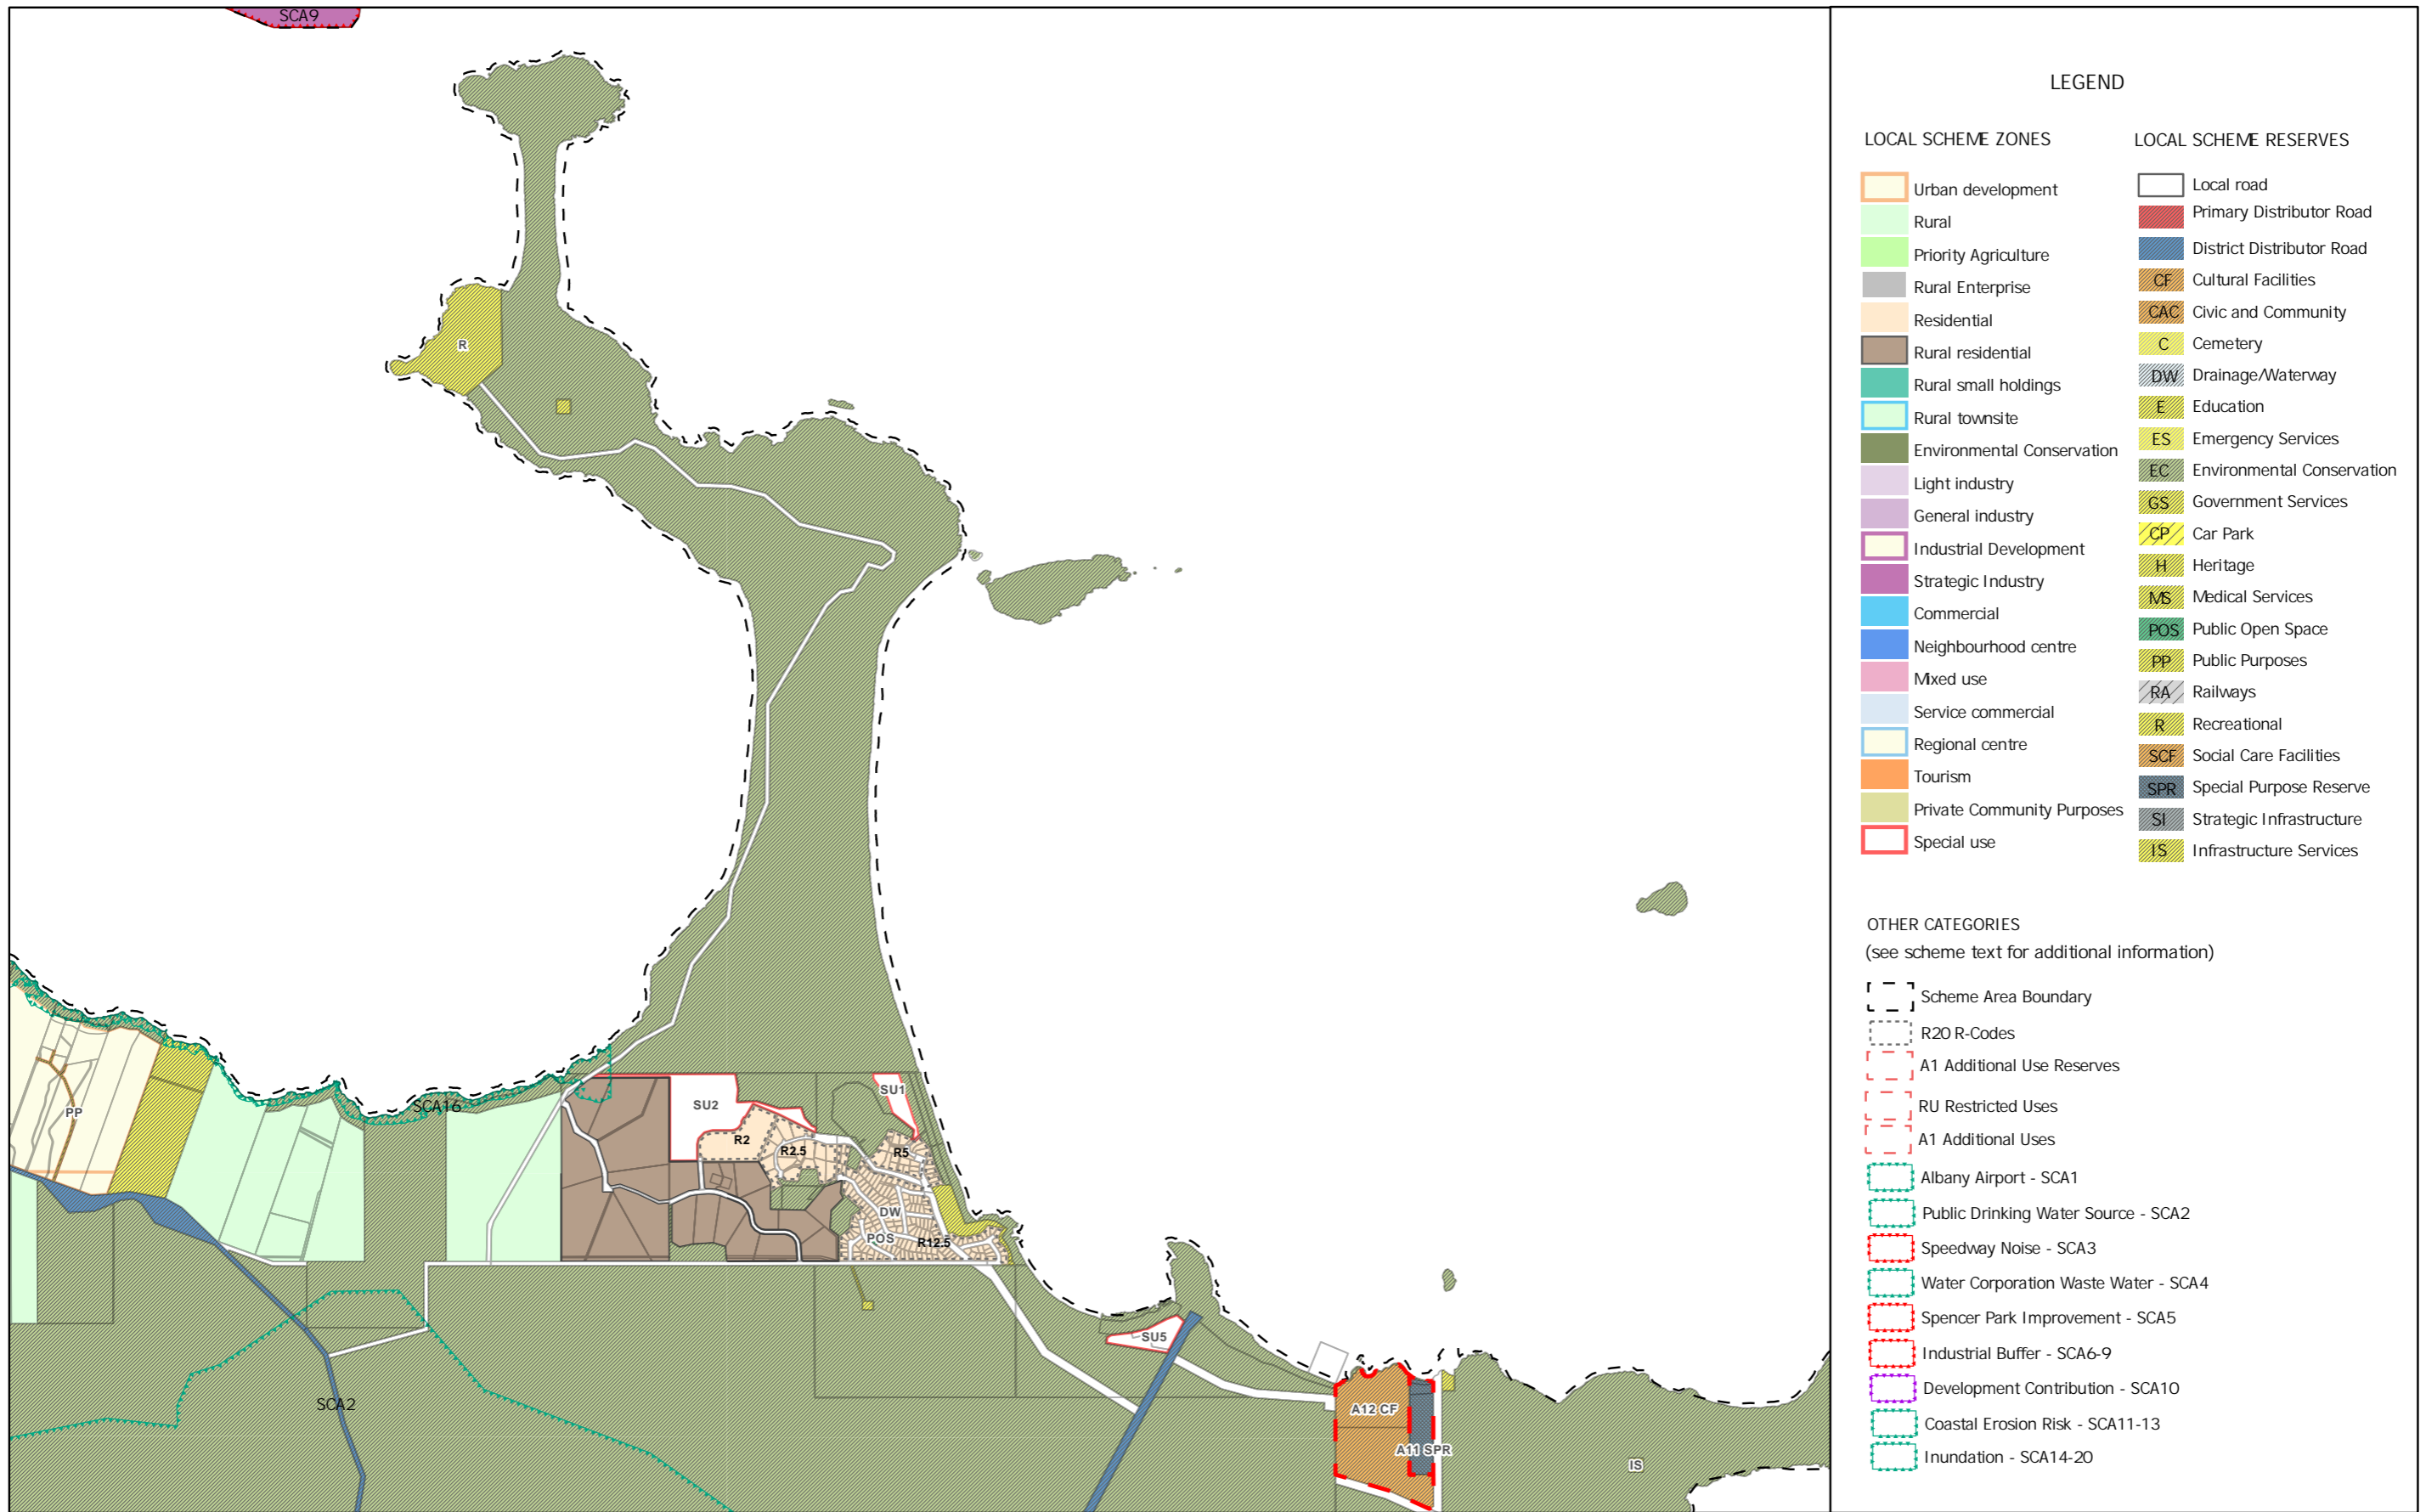 SCA9
R
SCA16
PP
SU2
SU1
R2
R2.5
R5
DW
POS
R12.5
SU5
SCA2
A12 CF
A11 SPR
IS
LEGEND
LOCAL SCHEME ZONES
Urban development
Rural
Priority Agriculture
Rural Enterprise
Residential
Rural residential
Rural small holdings
Rural townsite
Environmental Conservation
Light industry
General industry
Industrial Development
Strategic Industry
Commercial
Neighbourhood centre
Mixed use
Service commercial
Regional centre
Tourism
Private Community Purposes
Special use
LOCAL SCHEME RESERVES
Local road
Primary Distributor Road
District Distributor Road
CF Cultural Facilities
CAC Civic and Community
C Cemetery
DW Drainage/Waterway
E Education
ES Emergency Services
EC Environmental Conservation
GS Government Services
CP Car Park
H Heritage
MS Medical Services
POS Public Open Space
PP Public Purposes
RA Railways
R Recreational
SCF Social Care Facilities
SPR Special Purpose Reserve
SI Strategic Infrastructure
IS Infrastructure Services
OTHER CATEGORIES
(see scheme text for additional information)
Scheme Area Boundary
R20 R-Codes
A1 Additional Use Reserves
RU Restricted Uses
A1 Additional Uses
Albany Airport - SCA1
Public Drinking Water Source - SCA2
Speedway Noise - SCA3
Water Corporation Waste Water - SCA4
Spencer Park Improvement - SCA5
Industrial Buffer - SCA6-9
Development Contribution - SCA10
Coastal Erosion Risk - SCA11-13
Inundation - SCA14-20